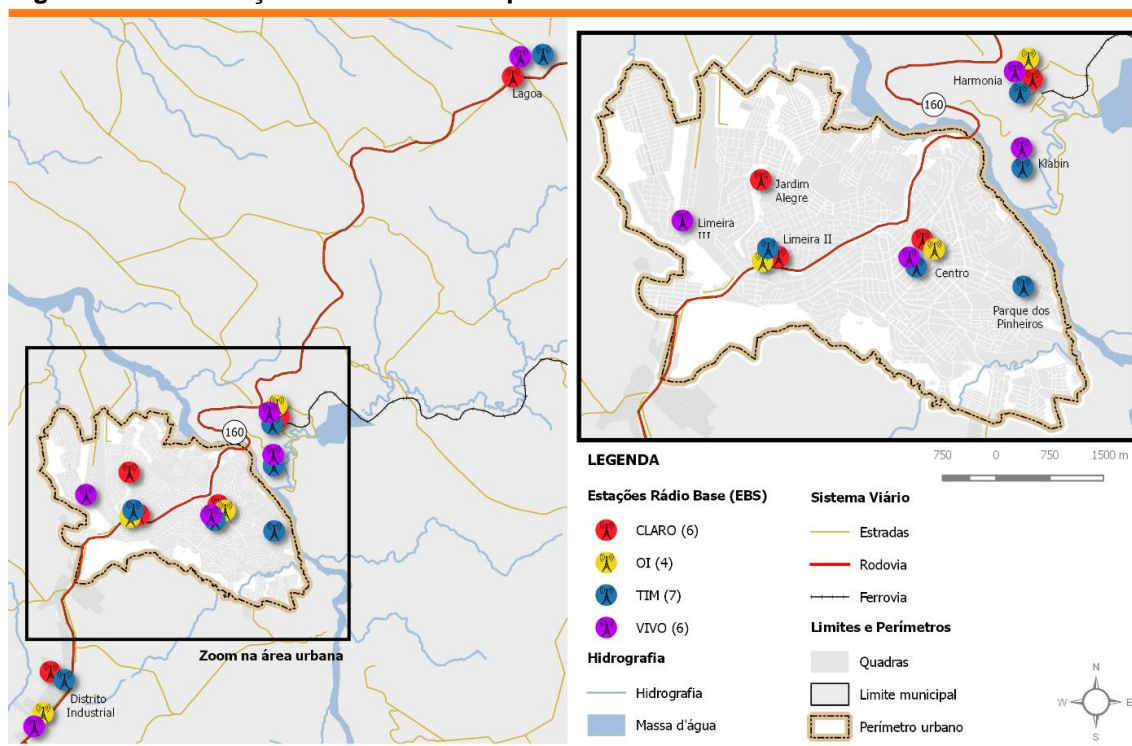 Lagoa
160
Zoom na área urbana
Distrito
Industrial
Harmonia
160
Klabin
Jardim
Alegre
Limeira
III
Limeira II
Centro
Parque dos
Pinheiros
LEGENDA
750 0 750 1500 m
Estações Rádio Base (EBS)
CLARO (6)
OI (4)
TIM (7)
VIVO (6)
Hidrografia
Hidrografia
Massa d'água
Sistema Viário
Estradas
Rodovia
Ferrovia
Limites e Perímetros
Quadras
Limite municipal
Perímetro urbano
N
W E
S